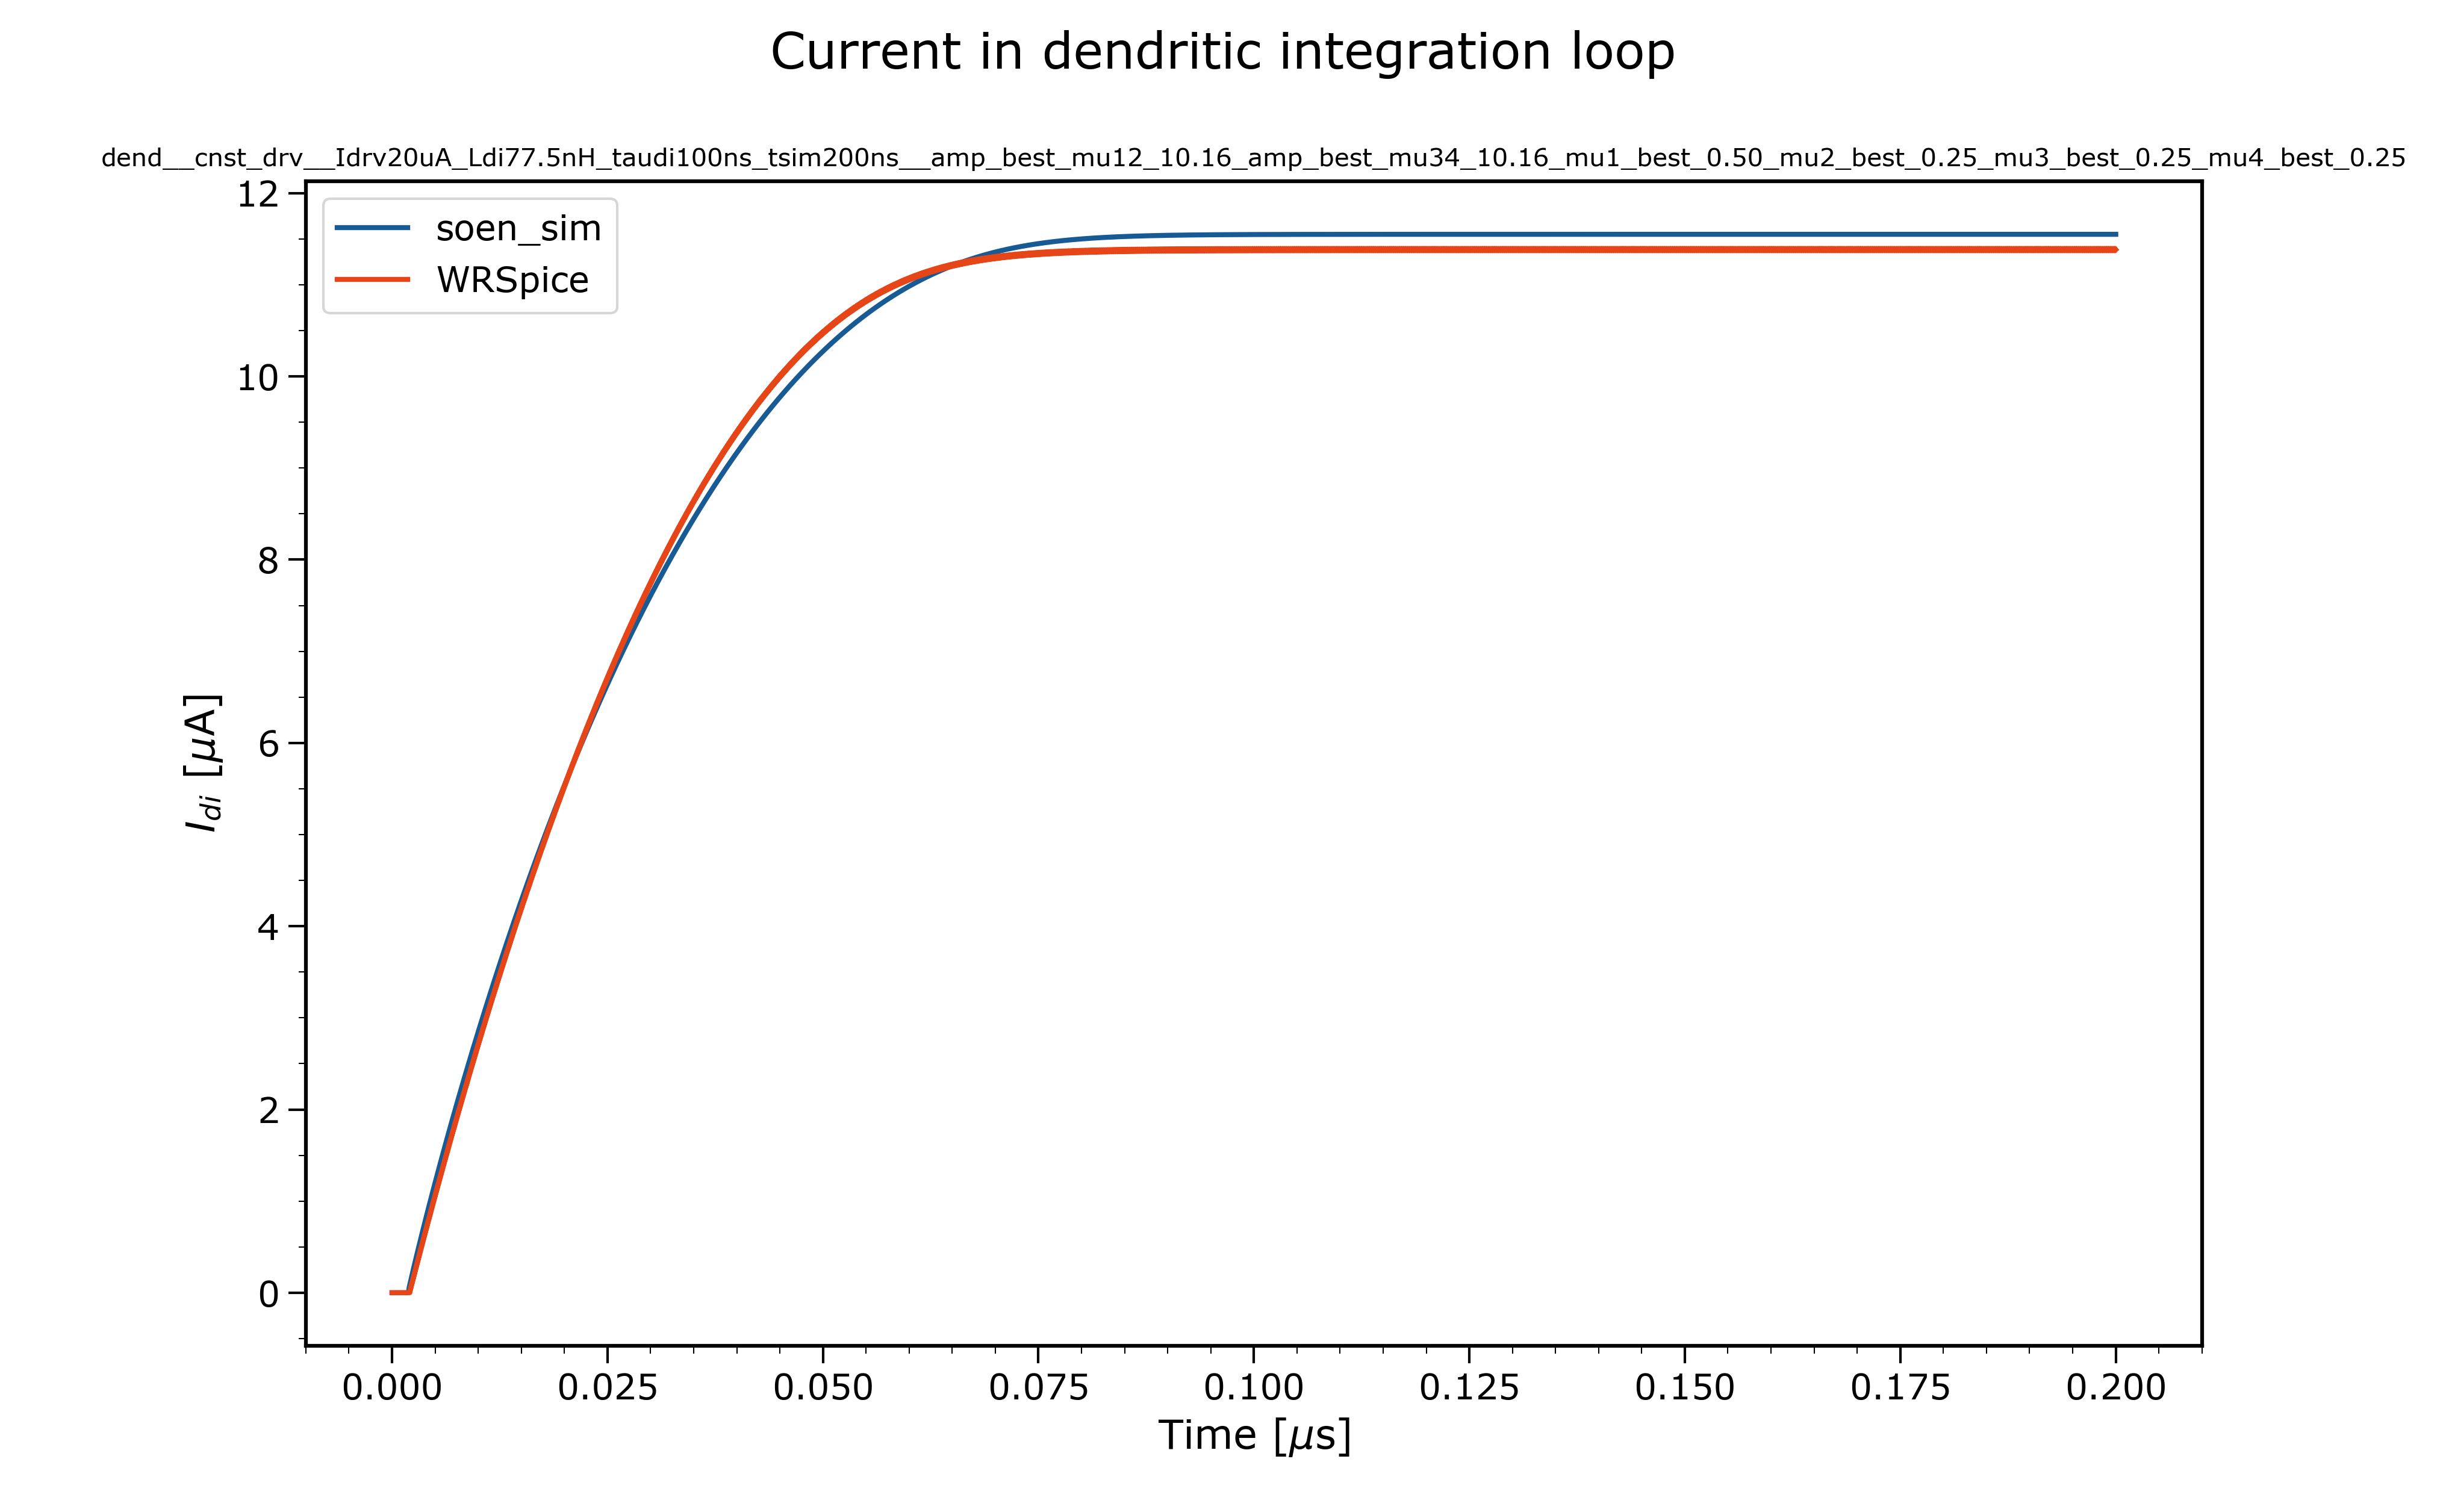 Current in dendritic integration loop
dend__cnst_drv__Idrv20uA_Ldi77.5nH_taudi100ns_tsim200ns__amp_best_mu12_10.16_amp_best_mu34_10.16_mu1_best_0.50_mu2_best_0.25_mu3_best_0.25_mu4_best_0.25
soen_sim
WRSpice
12
10
8
6
4
2
0
I_di [μA]
0.000 0.025 0.050 0.075 0.100 0.125 0.150 0.175 0.200
Time [μs]